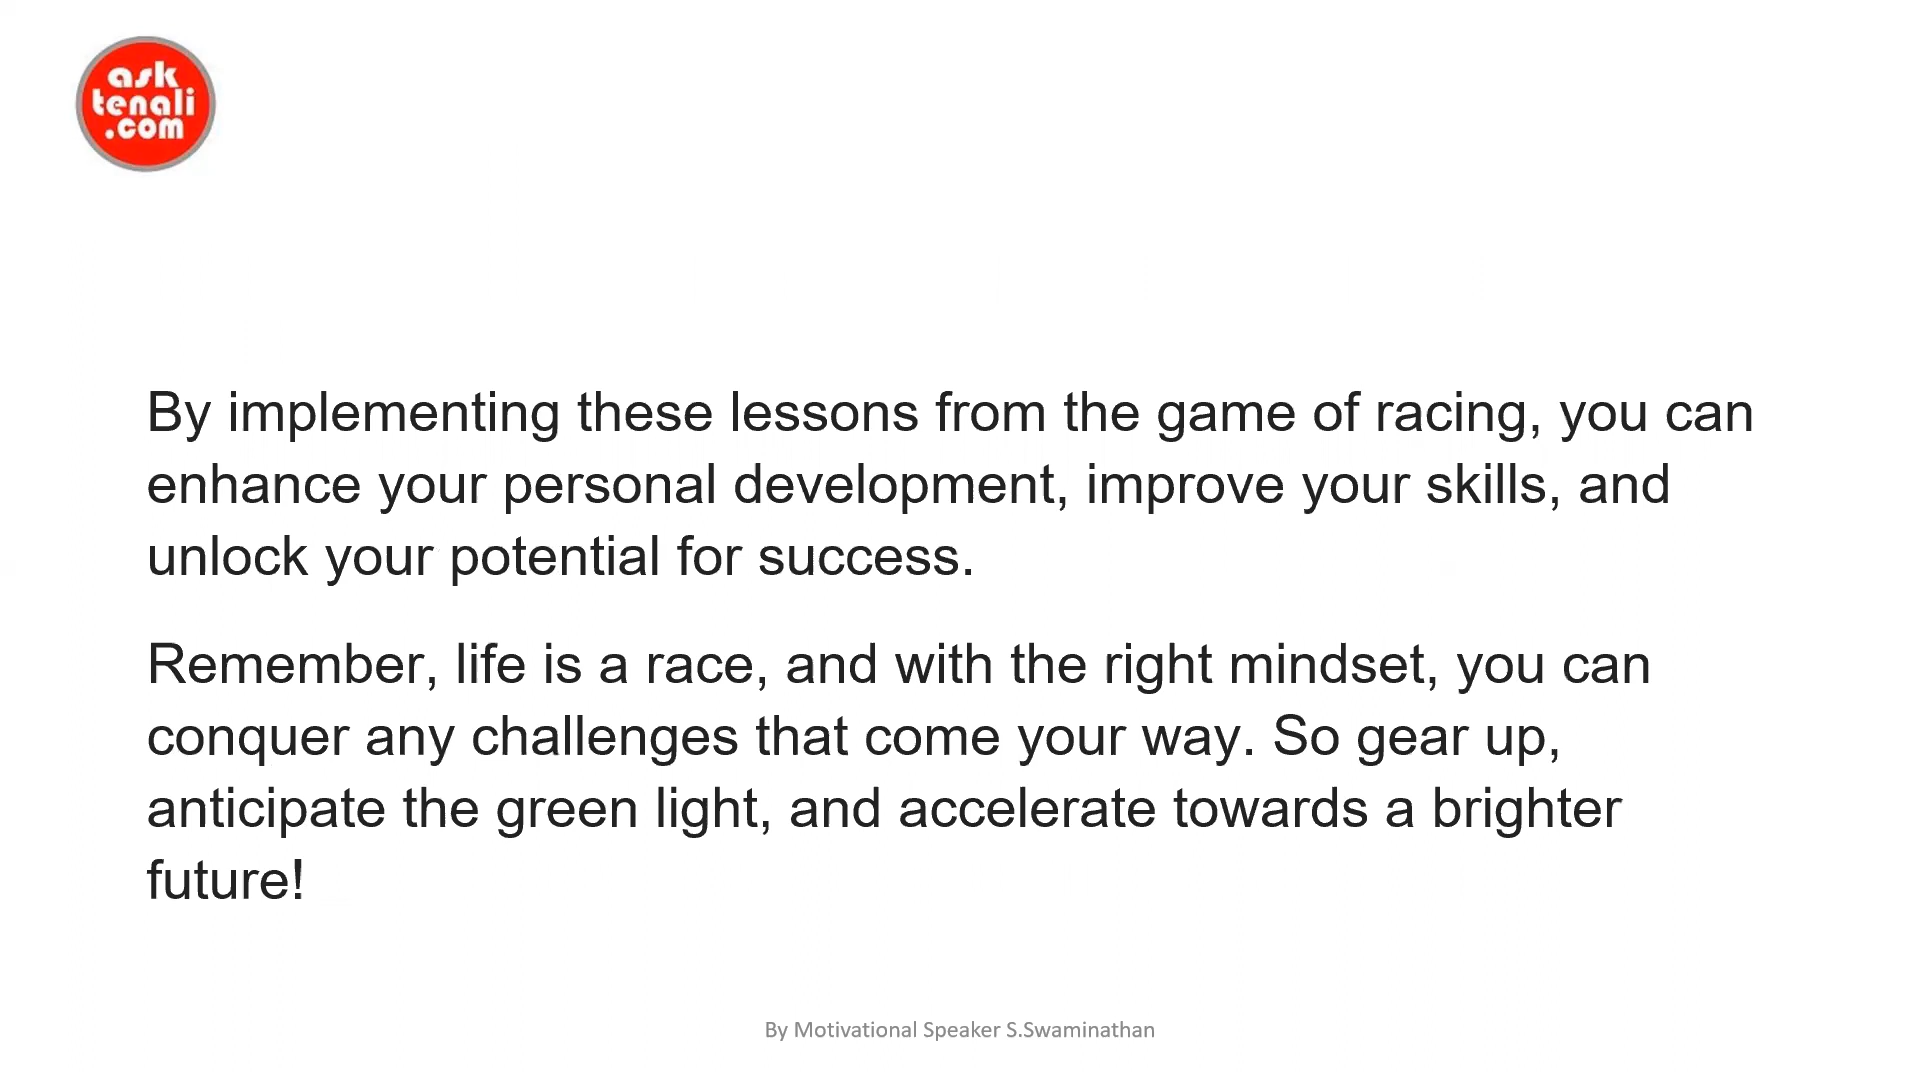 ask
tenali
.com
By implementing these lessons from the game of racing, you can
enhance your personal development, improve your skills, and
unlock your potential for success.
Remember, life is a race, and with the right mindset, you can
conquer any challenges that come your way. So gear up,
anticipate the green light, and accelerate towards a brighter
future!
By Motivational Speaker S.Swaminathan